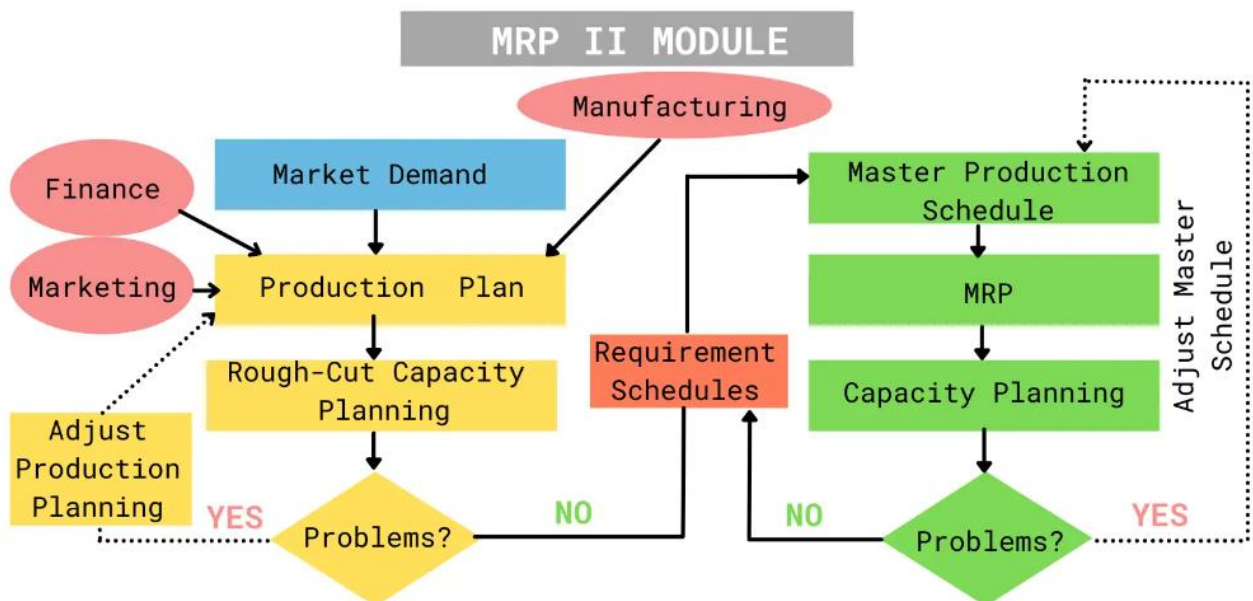 MRP II MODULE
Manufacturing
Finance
Market Demand
Marketing
Production Plan
Rough-Cut Capacity
Planning
Adjust
Production
Planning
YES
Problems?
NO
Requirement
Schedules
Master Production
Schedule
MRP
Capacity Planning
NO
Problems?
YES
Adjust Master
Schedule